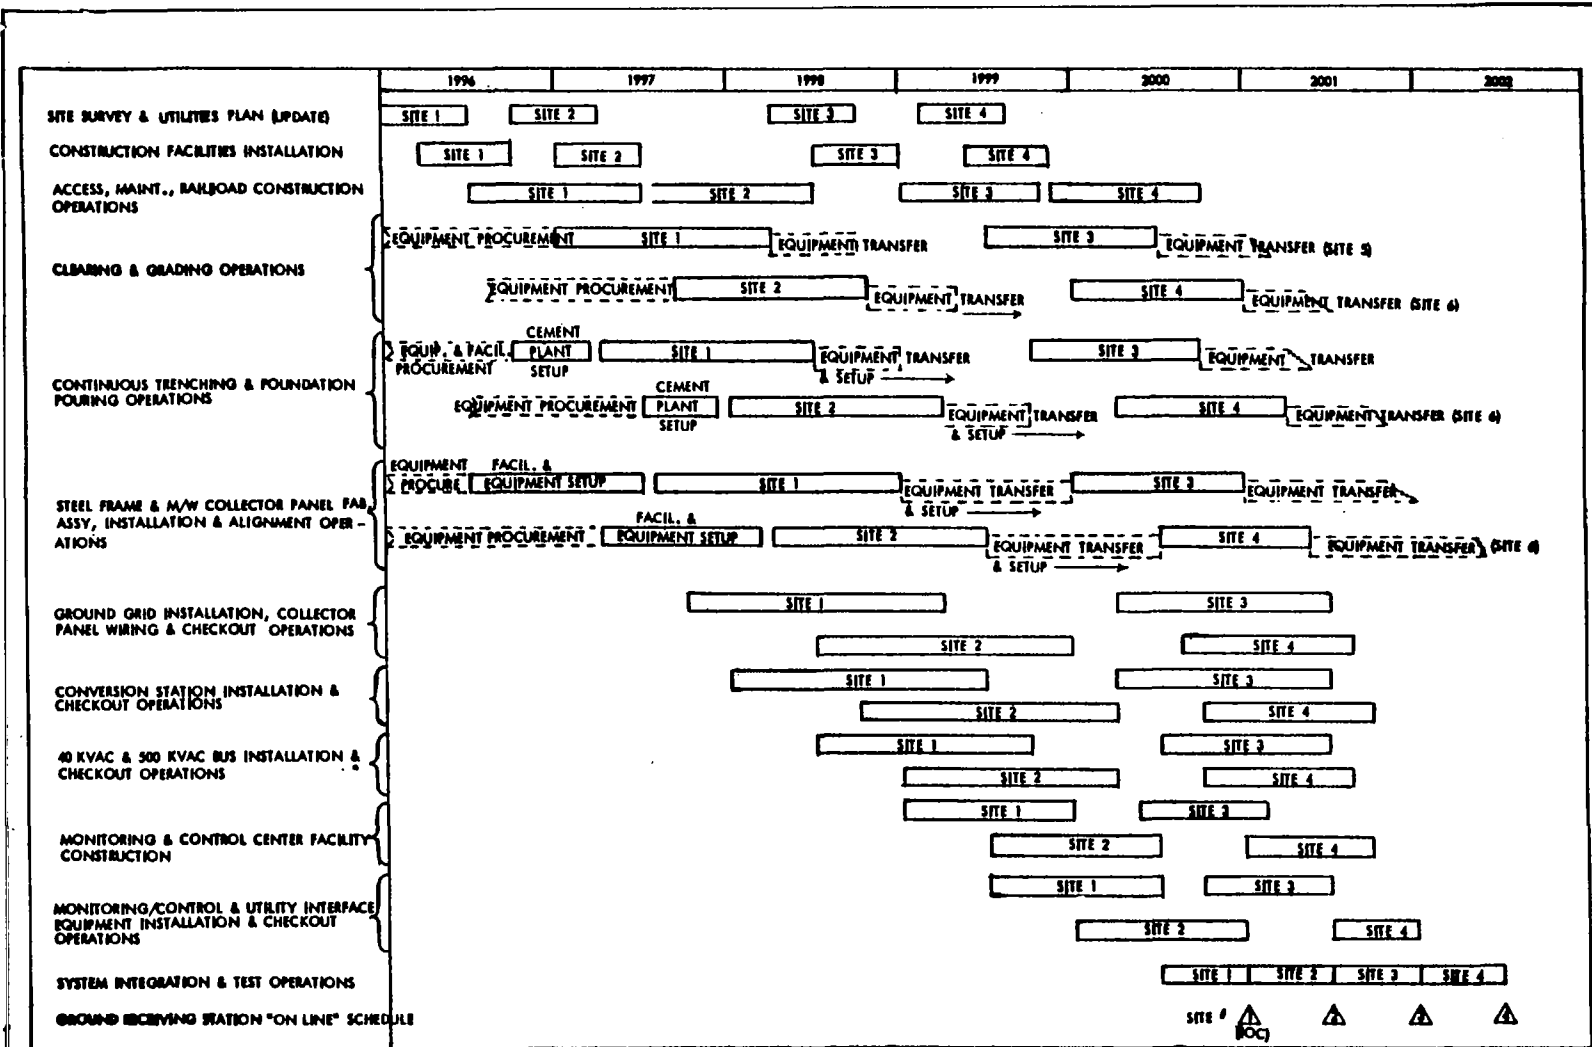 1996 1997 1998 1999 2000 2001 2002
SITE SURVEY & UTILITIES PLAN (UPDATE) SITE 1 SITE 2 SITE 3 SITE 4
CONSTRUCTION FACILITIES INSTALLATION SITE 1 SITE 2 SITE 3 SITE 4
ACCESS, MAINT., RAILROAD CONSTRUCTION
OPERATIONS
SITE 1 SITE 2 SITE 3 SITE 4
EQUIPMENT PROCUREMENT SITE 1 EQUIPMENT TRANSFER SITE 3 EQUIPMENT TRANSFER (SITE 5)
CLEARING & GRADING OPERATIONS
EQUIPMENT PROCUREMENT SITE 2 EQUIPMENT TRANSFER SITE 4 EQUIPMENT TRANSFER (SITE 6)
CEMENT
EQUIP. & FACIL. PLANT SITE 1 EQUIPMENT TRANSFER SITE 3 EQUIPMENT TRANSFER
PROCUREMENT SETUP & SETUP
CONTINUOUS TRENCHING & FOUNDATION
POURING OPERATIONS
CEMENT
EQUIPMENT PROCUREMENT PLANT SITE 2 EQUIPMENT TRANSFER SITE 4 EQUIPMENT TRANSFER (SITE 6)
SETUP & SETUP
EQUIPMENT FACIL. &
PROCURE EQUIPMENT SETUP SITE 1 EQUIPMENT TRANSFER SITE 3 EQUIPMENT TRANSFER
& SETUP
STEEL FRAME & M/W COLLECTOR PANEL FAB,
ASSY, INSTALLATION & ALIGNMENT OPER-
ATIONS
FACIL. &
EQUIPMENT PROCUREMENT EQUIPMENT SETUP SITE 2 EQUIPMENT TRANSFER SITE 4 EQUIPMENT TRANSFER (SITE 6)
& SETUP
GROUND GRID INSTALLATION, COLLECTOR
PANEL WIRING & CHECKOUT OPERATIONS
SITE 1 SITE 3
SITE 2 SITE 4
CONVERSION STATION INSTALLATION &
CHECKOUT OPERATIONS
SITE 1 SITE 3
SITE 2 SITE 4
40 KVAC & 500 KVAC BUS INSTALLATION &
CHECKOUT OPERATIONS
SITE 1 SITE 3
SITE 2 SITE 4
MONITORING & CONTROL CENTER FACILITY
CONSTRUCTION
SITE 1 SITE 3
SITE 2 SITE 4
MONITORING/CONTROL & UTILITY INTERFACE
EQUIPMENT INSTALLATION & CHECKOUT
OPERATIONS
SITE 1 SITE 3
SITE 2 SITE 4
SYSTEM INTEGRATION & TEST OPERATIONS SITE 1 SITE 2 SITE 3 SITE 4
GROUND RECEIVING STATION "ON LINE" SCHEDULE SITE # 1 2 3 4
(IOC)